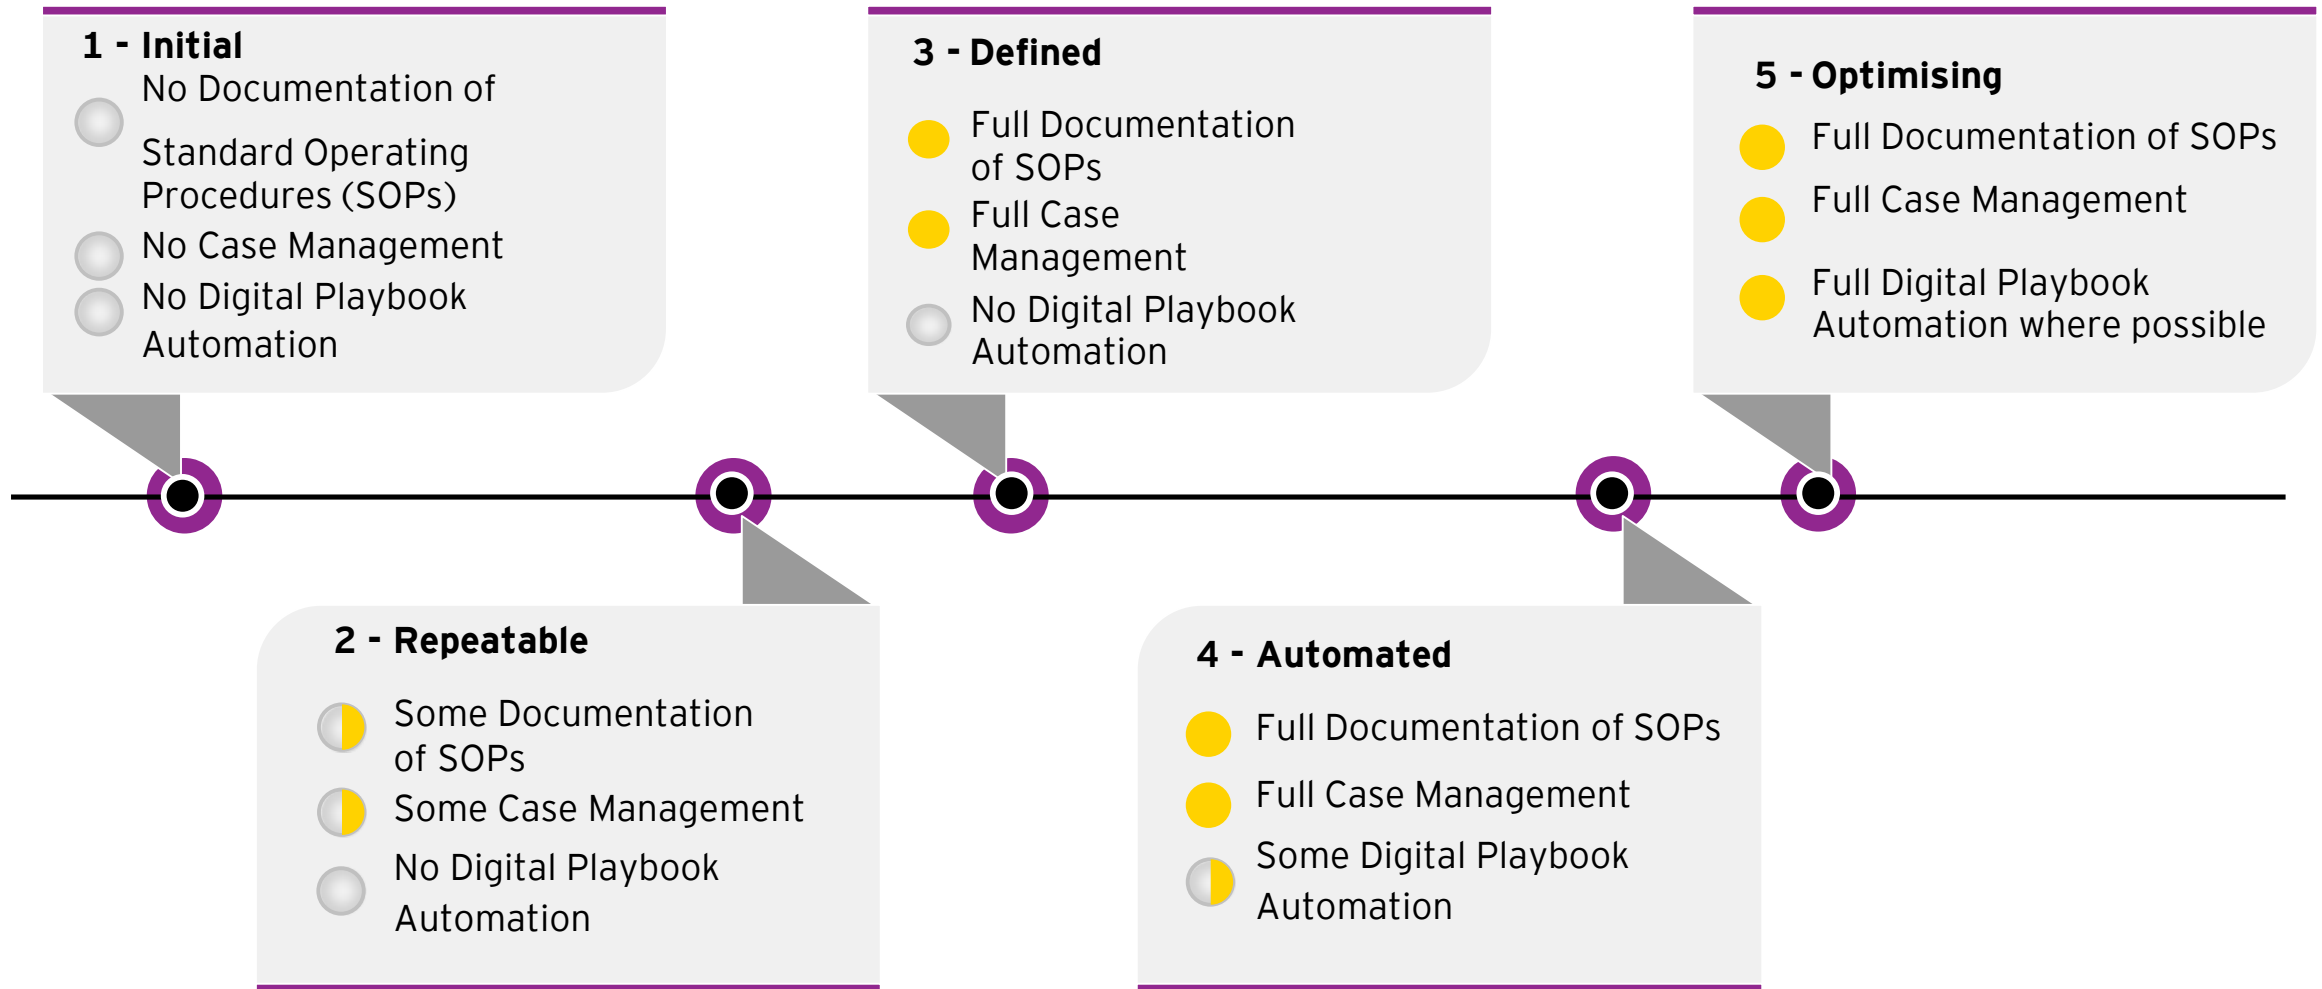 1 - Initial
No Documentation of
Standard Operating
Procedures (SOPs)
No Case Management
No Digital Playbook
Automation
2 - Repeatable
Some Documentation
of SOPs
Some Case Management
No Digital Playbook
Automation
3 - Defined
Full Documentation
of SOPs
Full Case
Management
No Digital Playbook
Automation
4 - Automated
Full Documentation of SOPs
Full Case Management
Some Digital Playbook
Automation
5 - Optimising
Full Documentation of SOPs
Full Case Management
Full Digital Playbook
Automation where possible